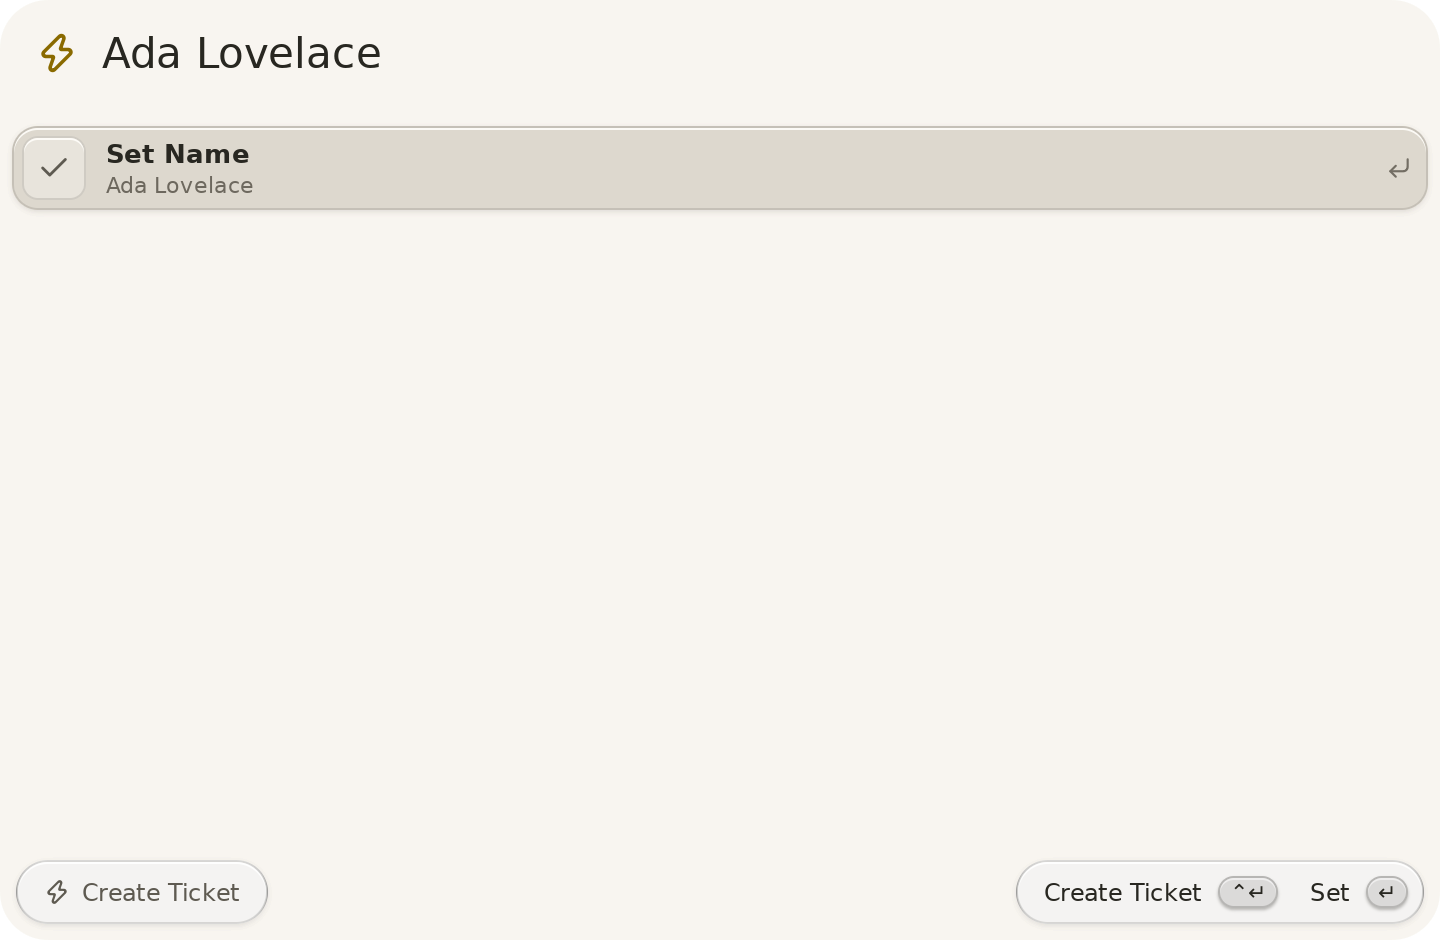 Ada Lovelace
Set Name
Ada Lovelace
Create Ticket
Create Ticket ^↵ Set ↵